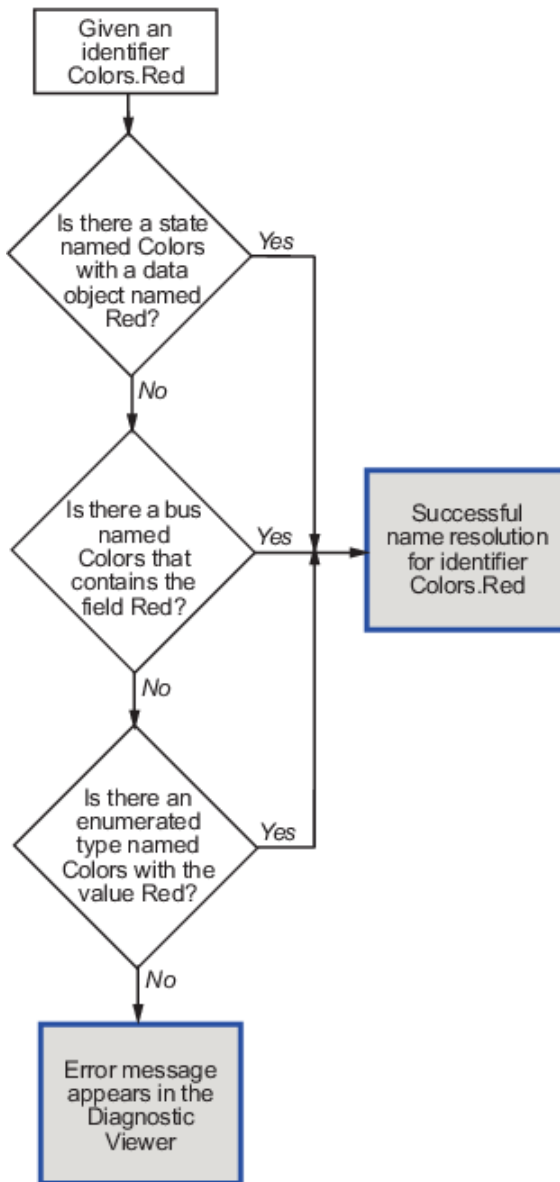 Given an
identifier
Colors.Red
Is there a state
named Colors
with a data
object named
Red?
Yes
No
Is there a bus
named
Colors that
contains the
field Red?
Yes
Successful
name resolution
for identifier
Colors.Red
No
Is there an
enumerated
type named
Colors with the
value Red?
Yes
No
Error message
appears in the
Diagnostic
Viewer